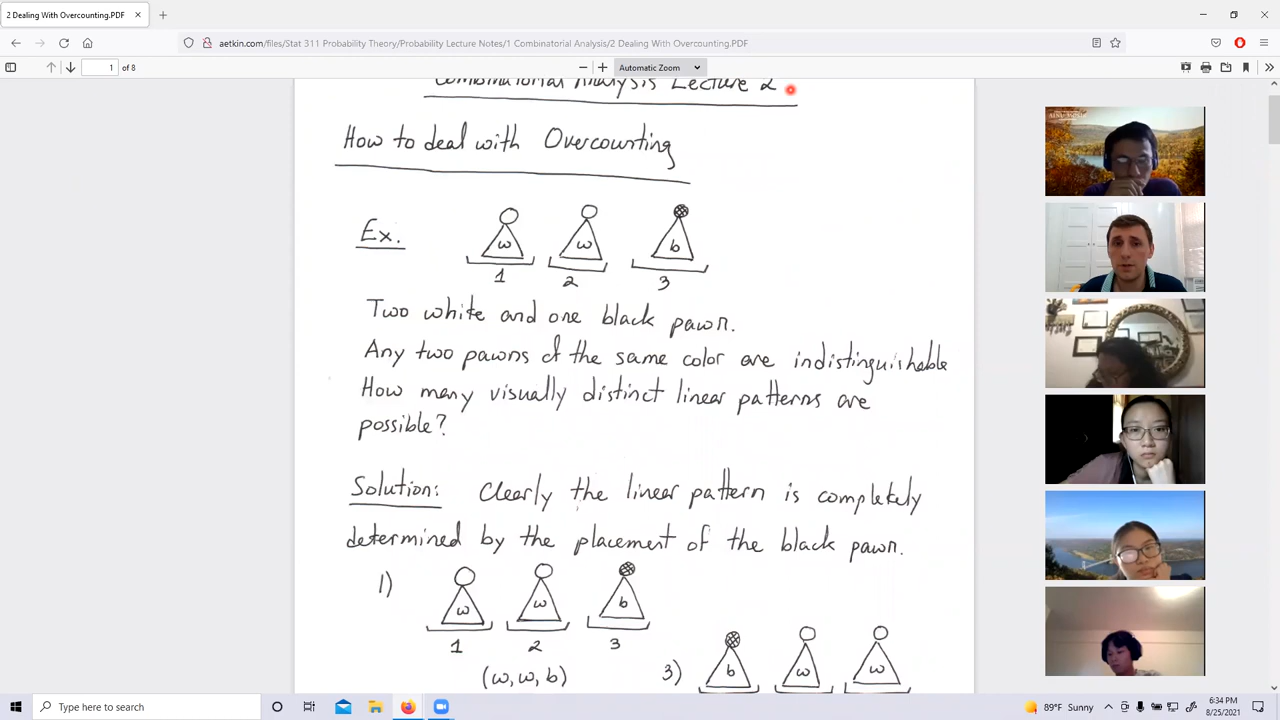 2 Dealing With Overcounting.PDF
aetkin.com/files/Stat 311 Probability Theory/Probability Lecture Notes/1 Combinatorial Analysis/2 Dealing With Overcounting.PDF
1 of 8
Automatic Zoom
Combinatorial Analysis Lecture 2
How to deal with Overcounting
Ex.
w w b
1 2 3
Two white and one black pawn.
Any two pawns of the same color are indistinguishable
How many visually distinct linear patterns are
possible?
Solution: Clearly the linear pattern is completely
determined by the placement of the black pawn.
1) w w b
1 2 3
(w, w, b)
3) b w w
Type here to search
89°F Sunny
6:34 PM
8/25/2021